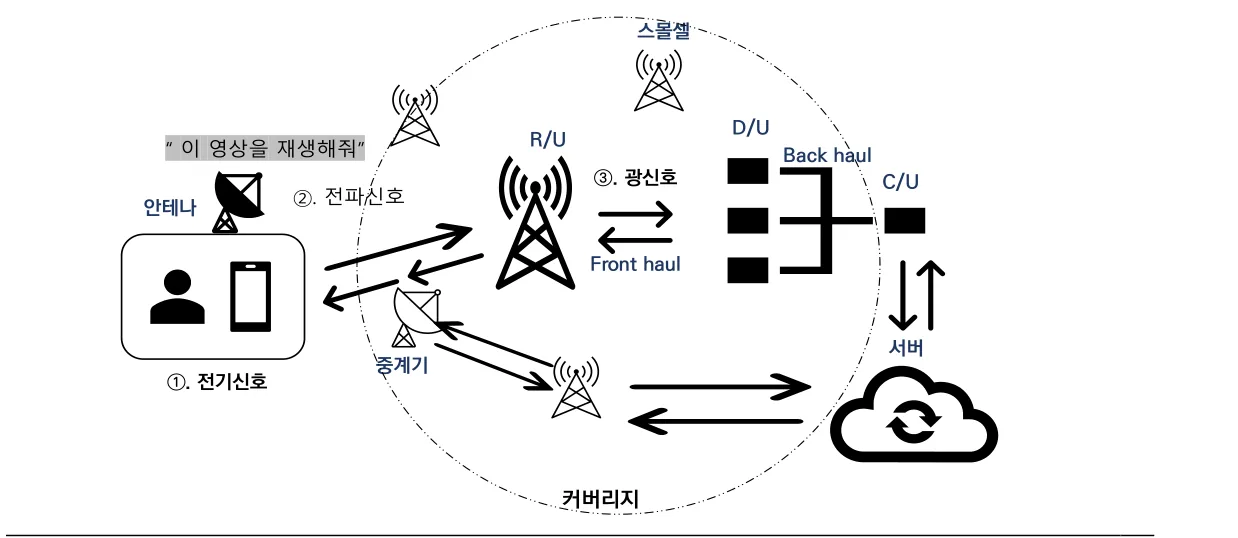 스몰셀
D/U
R/U
“ 이 영상을 재생해줘”
Back haul
③. 광신호
C/U
②. 전파신호
안테나
Front haul
서버
중계기
①. 전기신호
커버리지